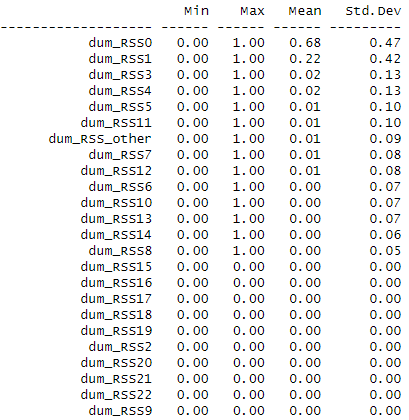 Min Max Mean Std.Dev
---------------------- ------ ------ ------ ---------
dum_RSS0 0.00 1.00 0.68 0.47
dum_RSS1 0.00 1.00 0.22 0.42
dum_RSS3 0.00 1.00 0.02 0.13
dum_RSS4 0.00 1.00 0.02 0.13
dum_RSS5 0.00 1.00 0.01 0.10
dum_RSS11 0.00 1.00 0.01 0.10
dum_RSS_other 0.00 1.00 0.01 0.09
dum_RSS7 0.00 1.00 0.01 0.08
dum_RSS12 0.00 1.00 0.01 0.08
dum_RSS6 0.00 1.00 0.00 0.07
dum_RSS10 0.00 1.00 0.00 0.07
dum_RSS13 0.00 1.00 0.00 0.07
dum_RSS14 0.00 1.00 0.00 0.06
dum_RSS8 0.00 1.00 0.00 0.05
dum_RSS15 0.00 0.00 0.00 0.00
dum_RSS16 0.00 0.00 0.00 0.00
dum_RSS17 0.00 0.00 0.00 0.00
dum_RSS18 0.00 0.00 0.00 0.00
dum_RSS19 0.00 0.00 0.00 0.00
dum_RSS2 0.00 0.00 0.00 0.00
dum_RSS20 0.00 0.00 0.00 0.00
dum_RSS21 0.00 0.00 0.00 0.00
dum_RSS22 0.00 0.00 0.00 0.00
dum_RSS9 0.00 0.00 0.00 0.00